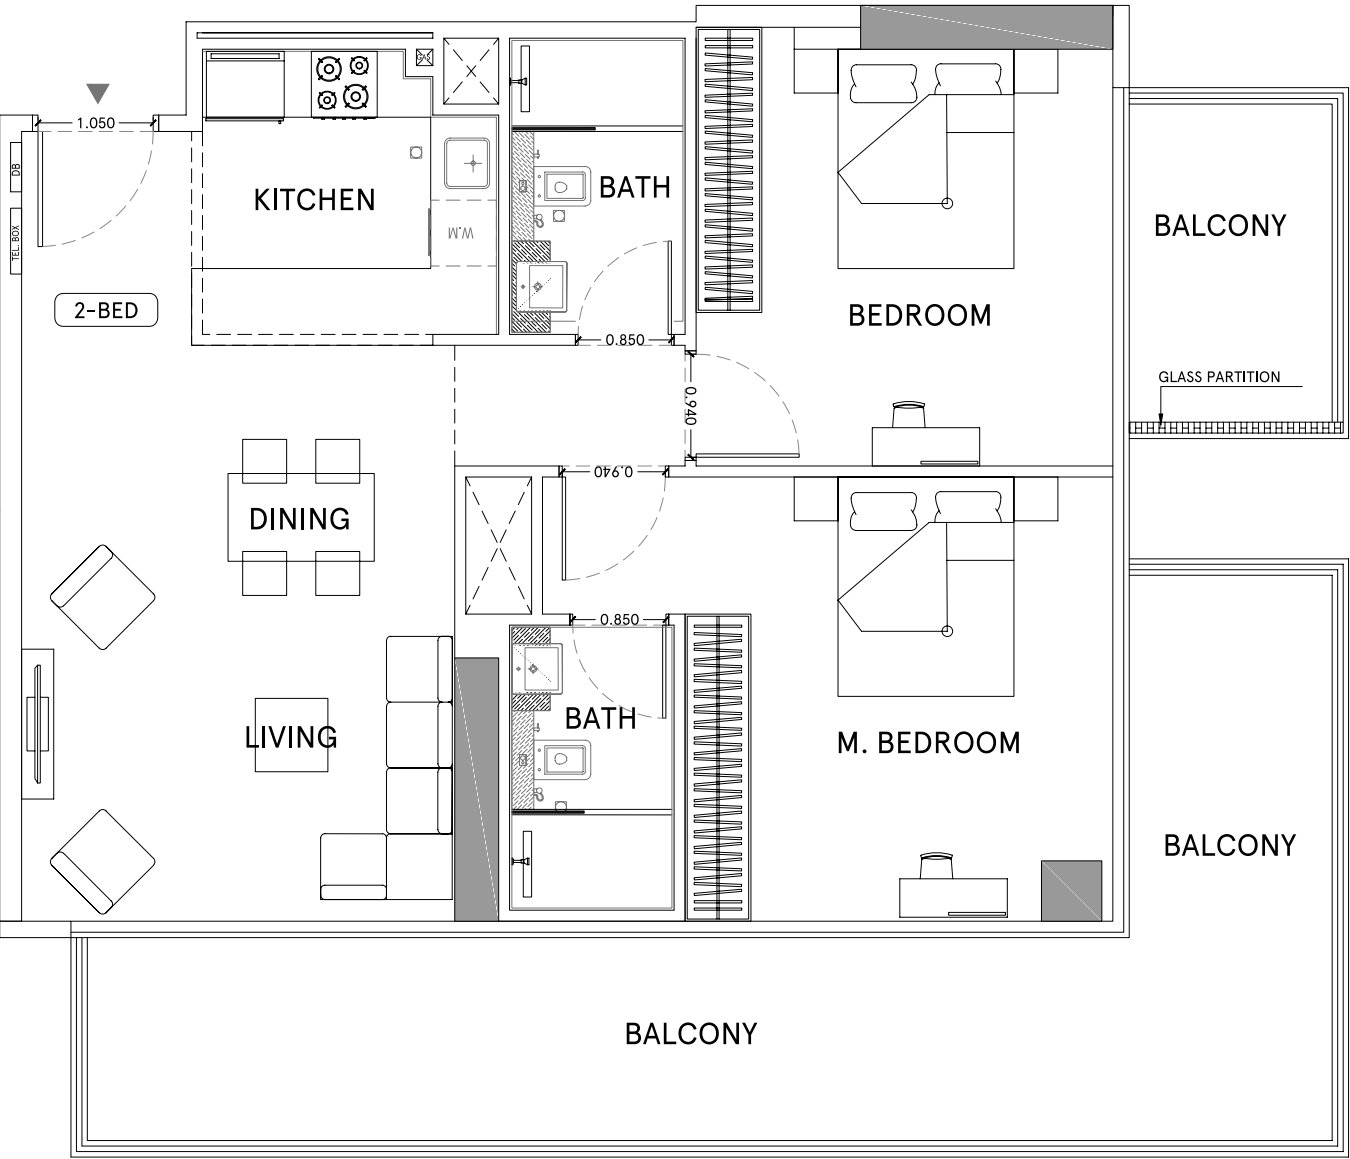 1.050
DB
TEL. BOX
KITCHEN
W.M
BATH
BALCONY
2-BED
BEDROOM
0.850
GLASS PARTITION
0.940
0.940
DINING
0.850
BATH
LIVING
M. BEDROOM
BALCONY
BALCONY